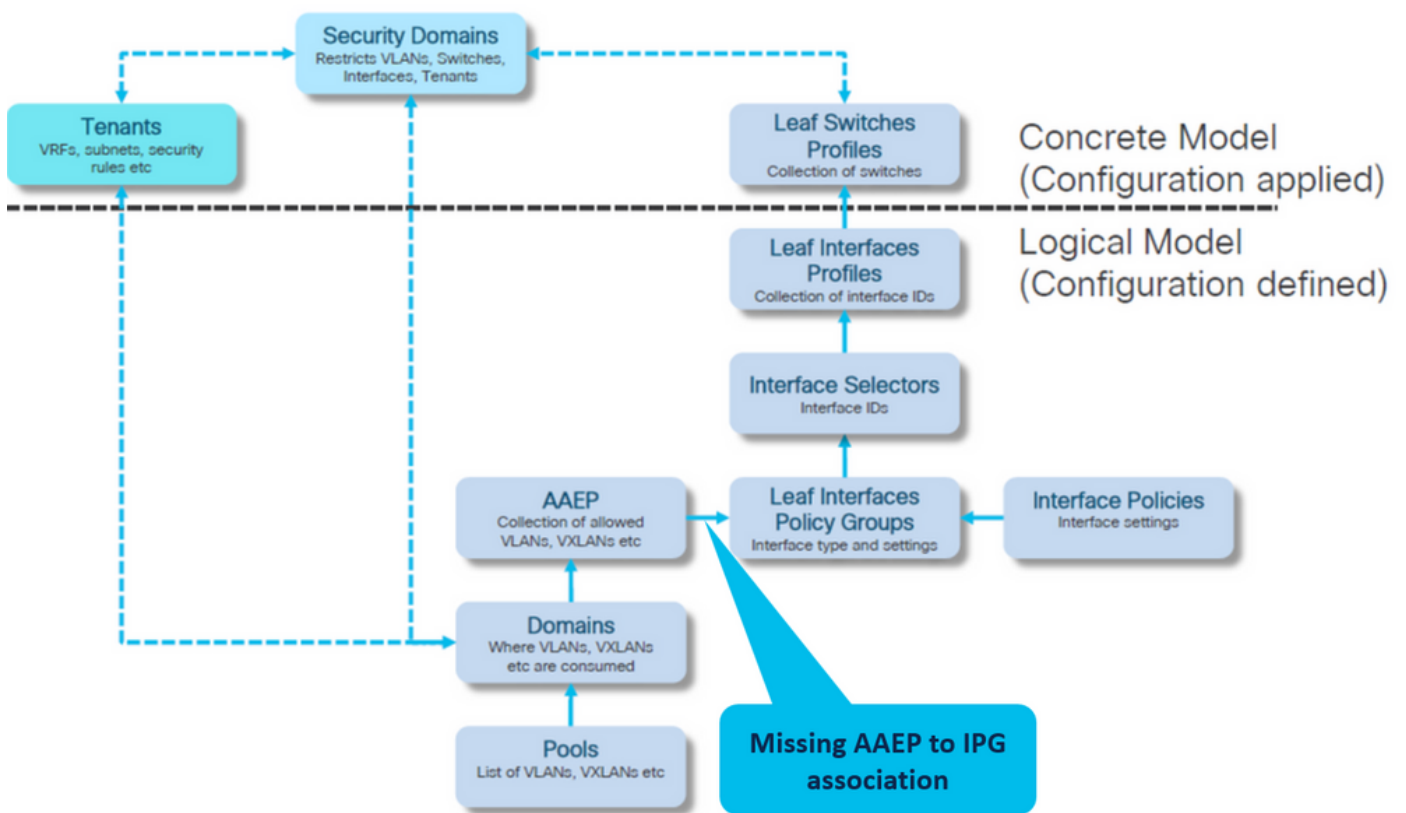 Security Domains
Restricts VLANs, Switches,
Interfaces, Tenants
Tenants
VRFs, subnets, security
rules etc
Leaf Switches
Profiles
Collection of switches
Concrete Model
(Configuration applied)
Logical Model
(Configuration defined)
Leaf Interfaces
Profiles
Collection of interface IDs
Interface Selectors
Interface IDs
AAEP
Collection of allowed
VLANs, VXLANs etc
Leaf Interfaces
Policy Groups
Interface type and settings
Interface Policies
Interface settings
Domains
Where VLANs, VXLANs
etc are consumed
Pools
List of VLANs, VXLANs etc
Missing AAEP to IPG
association